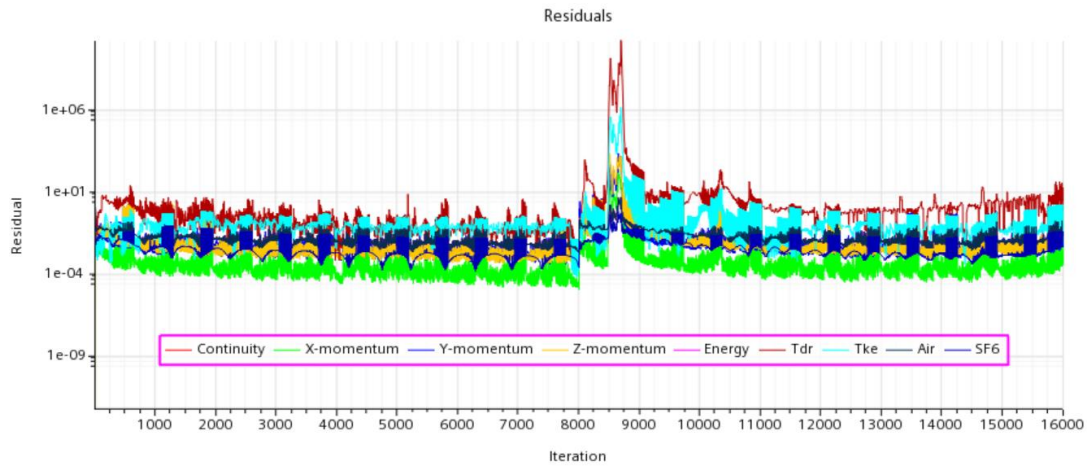 Residuals
1e+06
1e+01
1e-04
1e-09
Residual
Continuity X-momentum Y-momentum Z-momentum Energy Tdr Tke Air SF6
1000 2000 3000 4000 5000 6000 7000 8000 9000 10000 11000 12000 13000 14000 15000 16000
Iteration